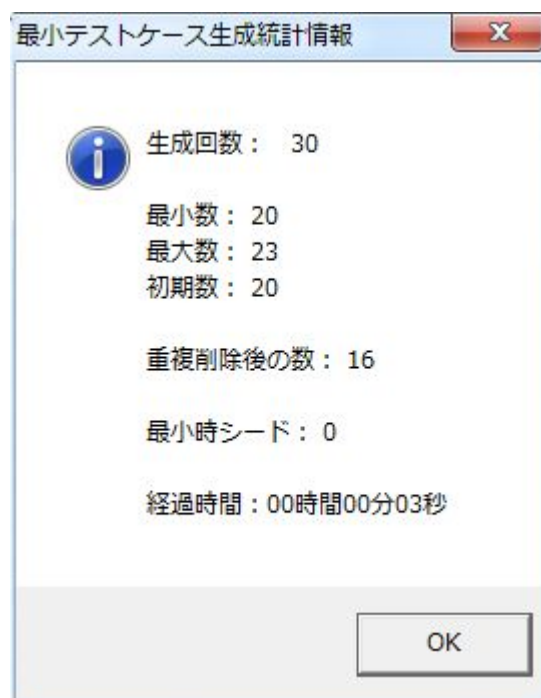 最小テストケース生成統計情報
生成回数： 30
最小数： 20
最大数： 23
初期数： 20
重複削除後の数： 16
最小時シード： 0
経過時間：00時間00分03秒
OK